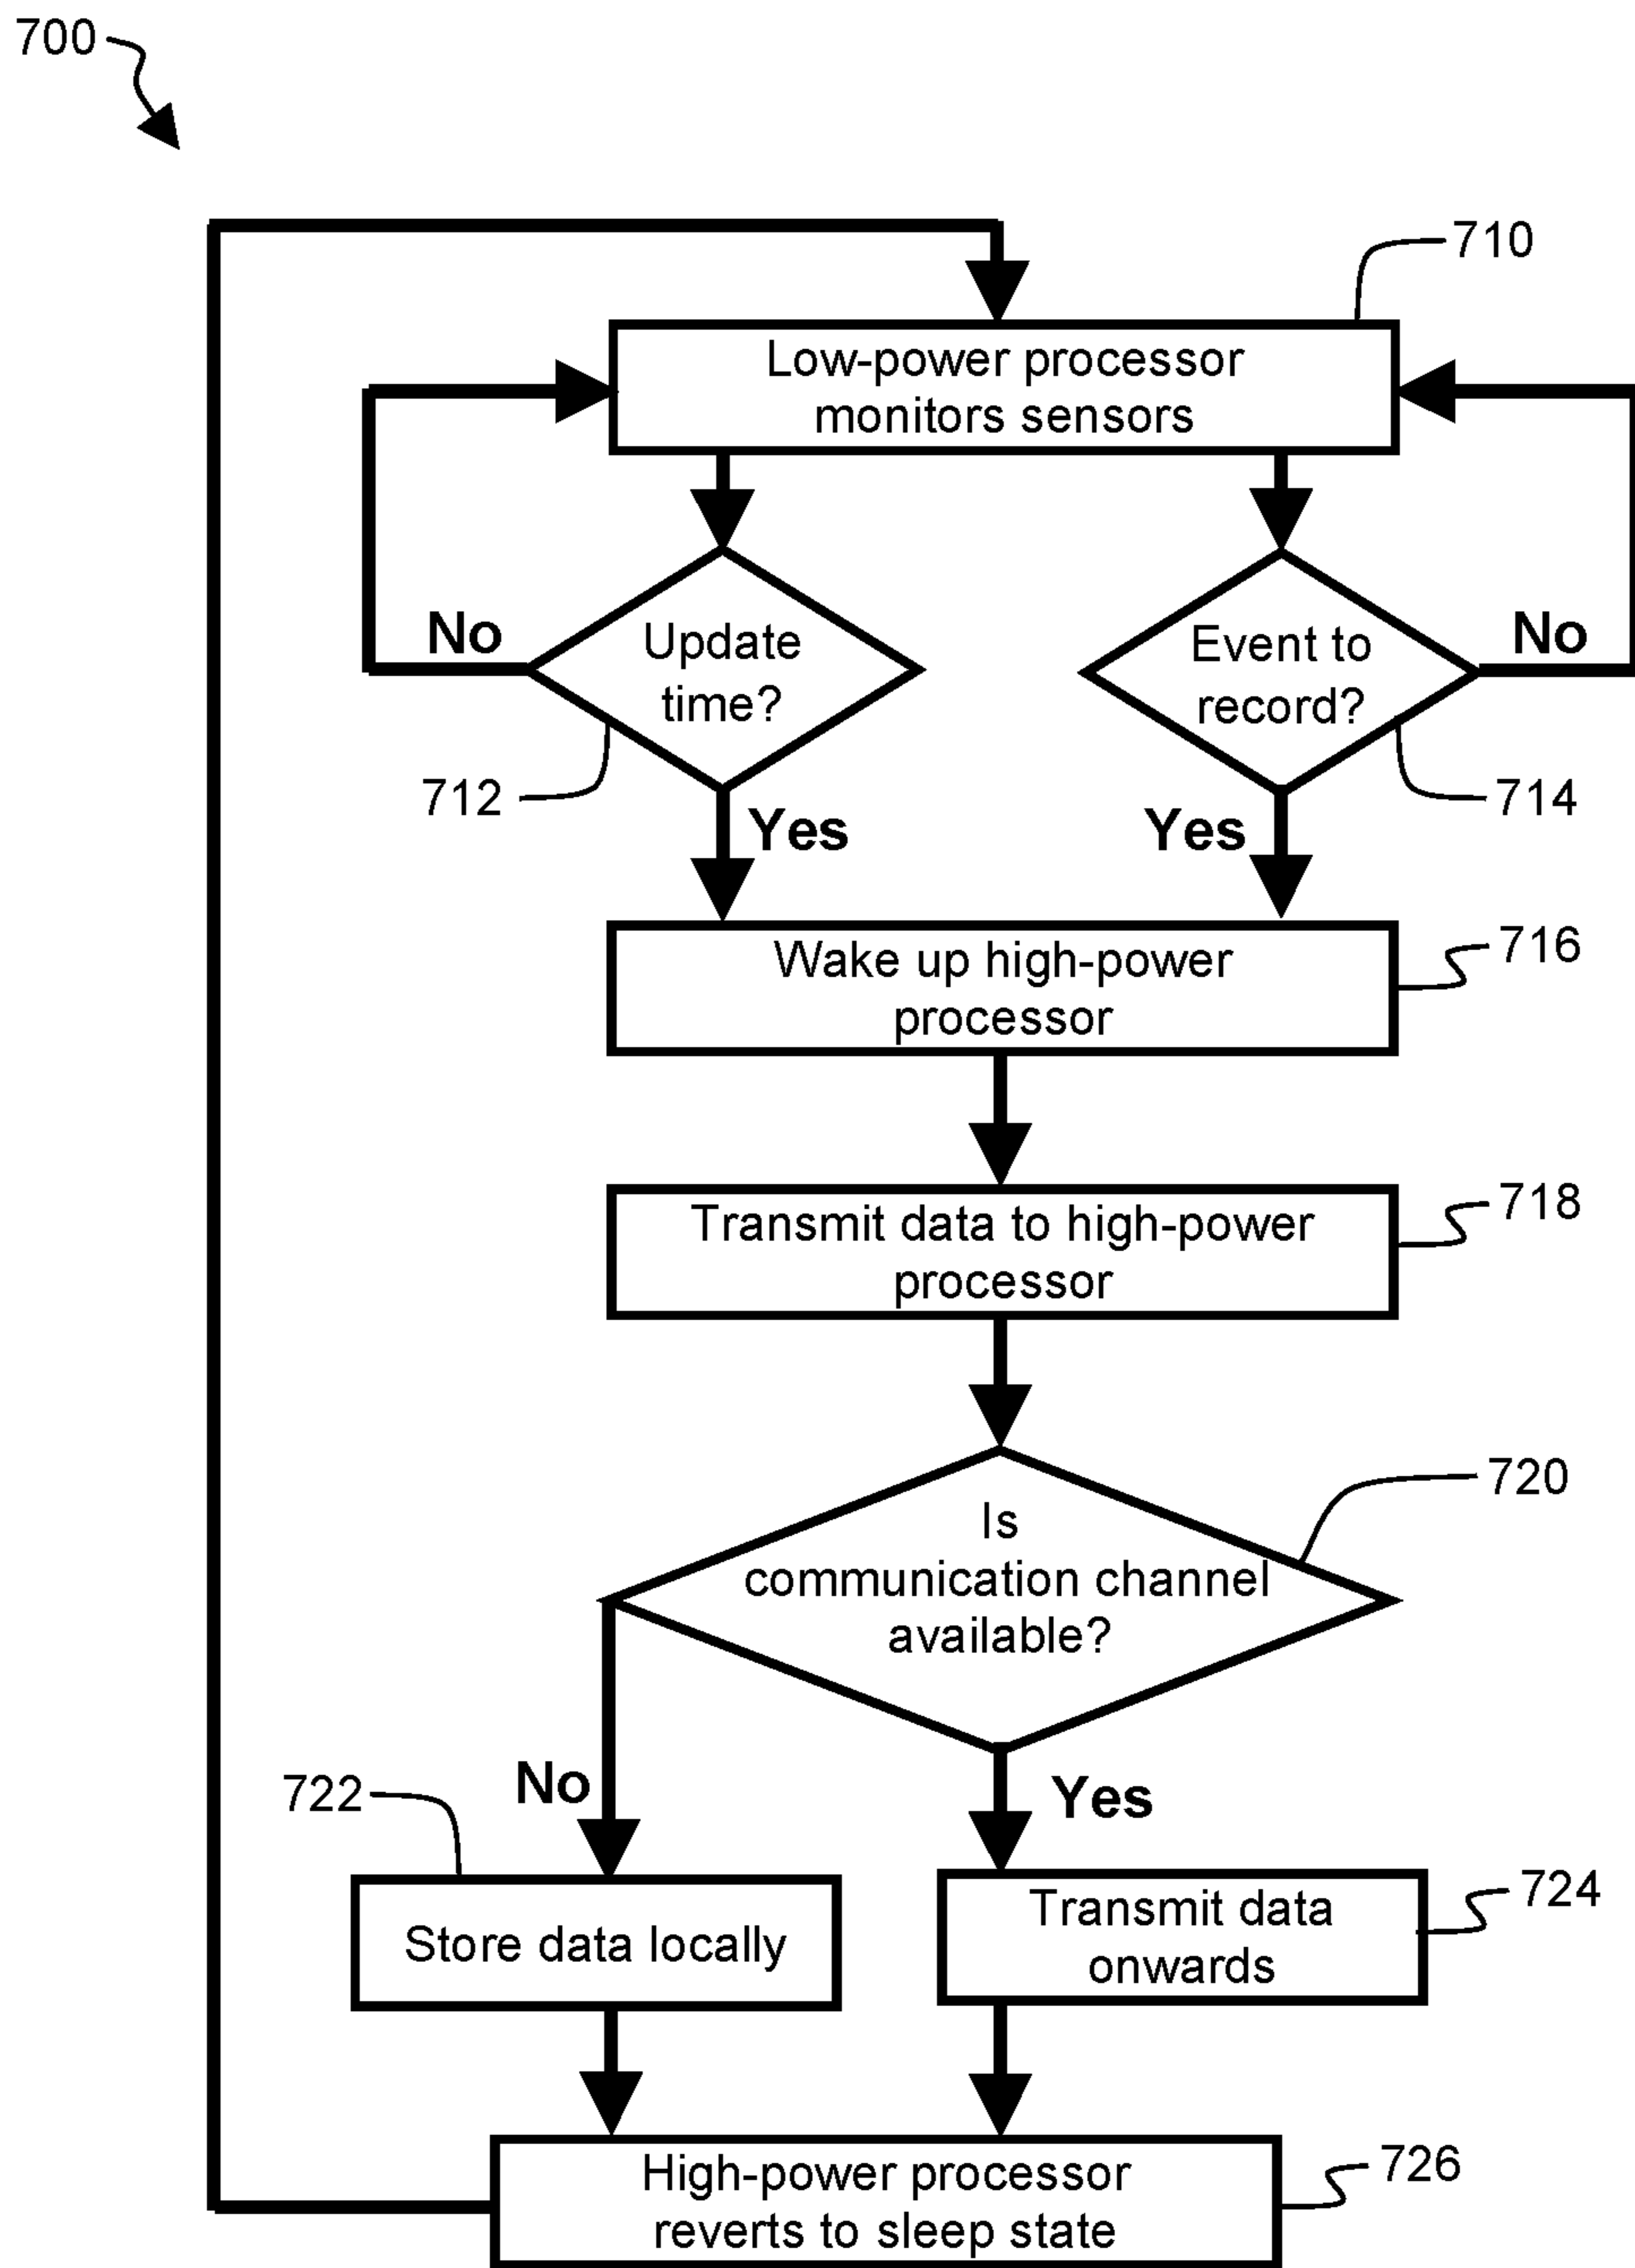 700
710
Low-power processor
monitors sensors
No
Update
time?
Event to
record?
No
712
714
Yes
Yes
Wake up high-power
processor
716
Transmit data to high-power
processor
718
720
Is
communication channel
available?
722
No
Yes
Store data locally
Transmit data
onwards
724
High-power processor
reverts to sleep state
726